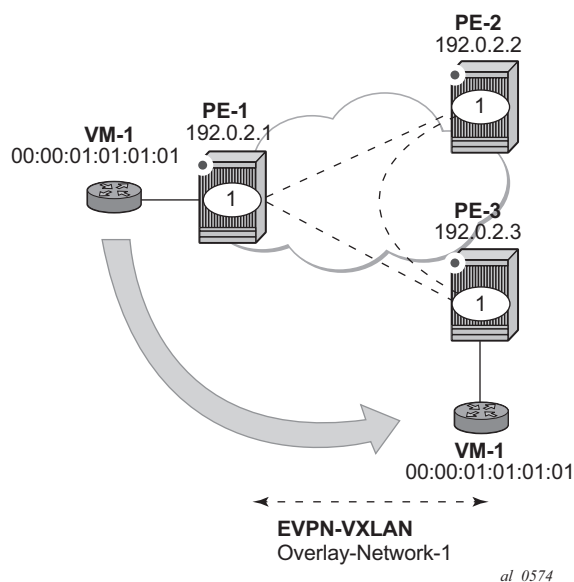 PE-2
192.0.2.2
1
PE-1
192.0.2.1
VM-1
00:00:01:01:01:01
1
PE-3
192.0.2.3
1
VM-1
00:00:01:01:01:01
EVPN-VXLAN
Overlay-Network-1
al_0574